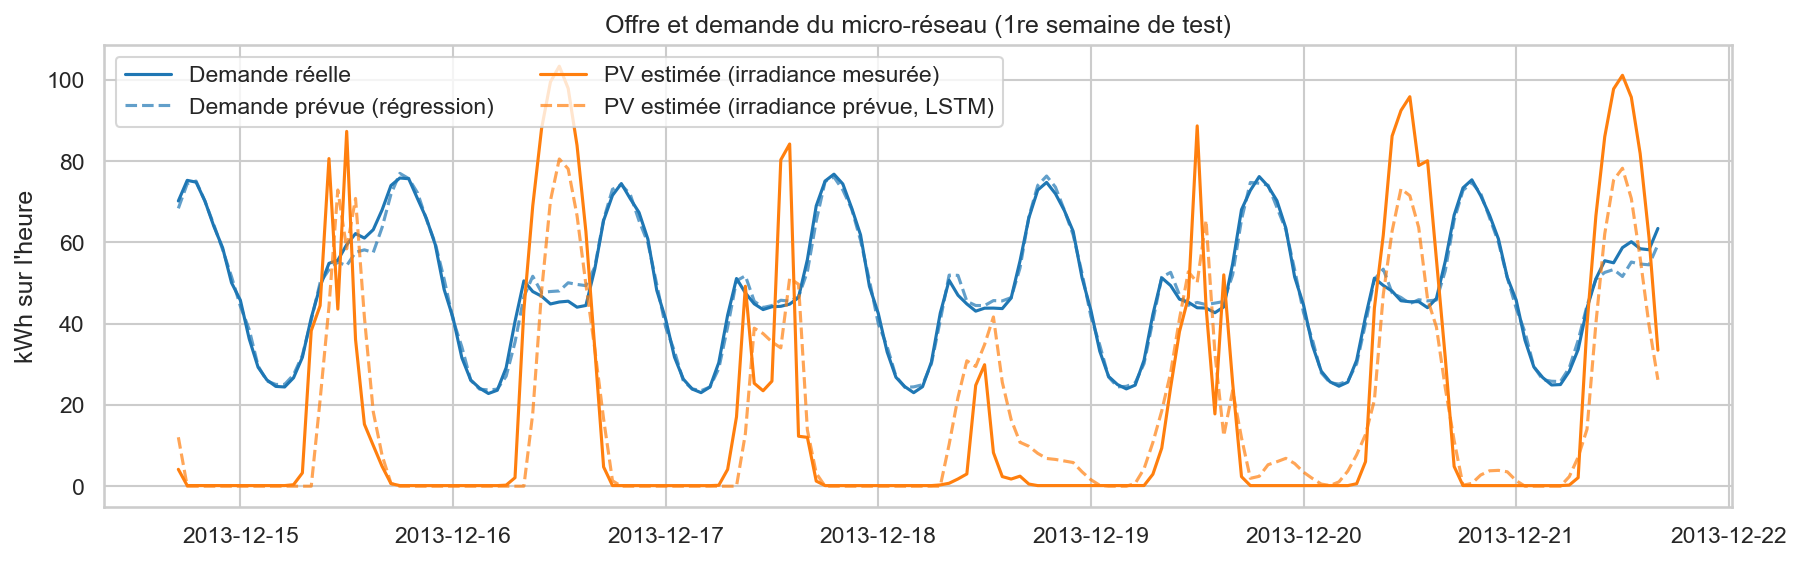 Offre et demande du micro-réseau (1re semaine de test)
Demande réelle
Demande prévue (régression)
PV estimée (irradiance mesurée)
PV estimée (irradiance prévue, LSTM)
kWh sur l'heure
100
80
60
40
20
0
2013-12-15
2013-12-16
2013-12-17
2013-12-18
2013-12-19
2013-12-20
2013-12-21
2013-12-22